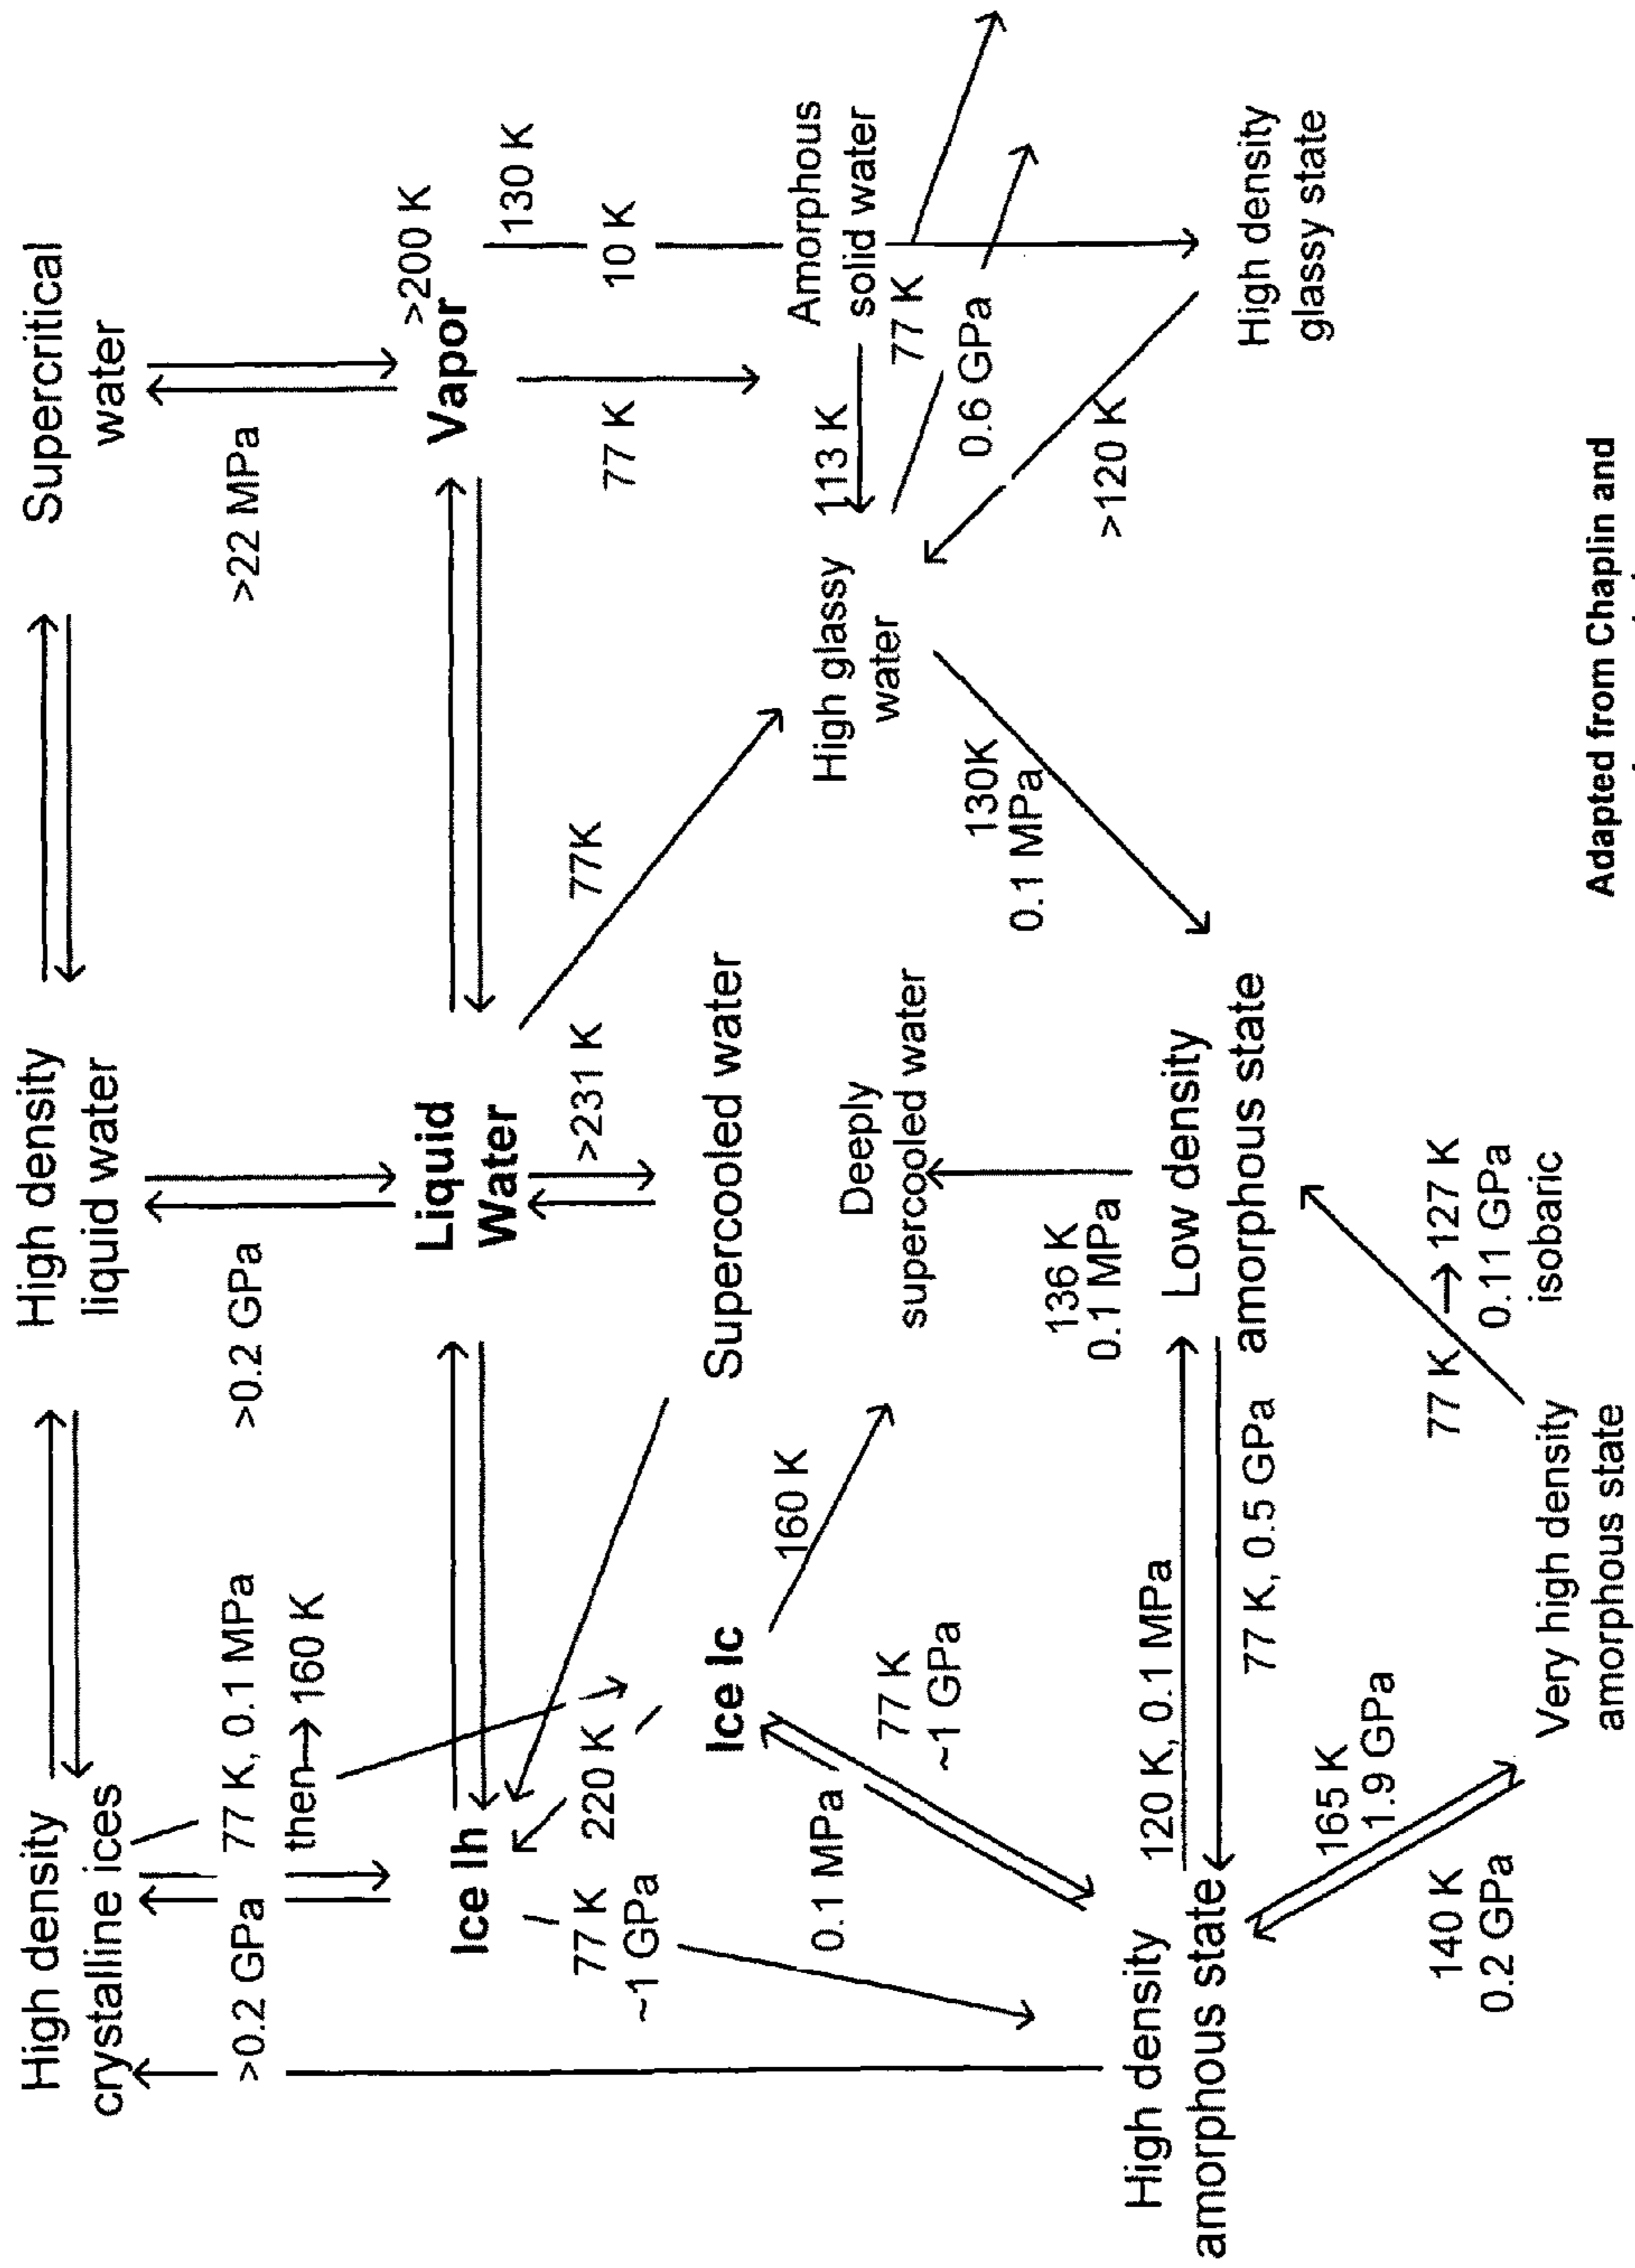 High density
crystalline ices
High density
liquid water
Supercritical
water
>0.2 GPa
77 K, 0.1 MPa
then→160 K
>0.2 GPa
>22 MPa
Ice Ih
Liquid
Water
Vapor
>200 K
130 K
77 K
~1 GPa
220 K
>231 K
77K
77 K
10 K
Ice Ic
Supercooled water
160 K
0.1 MPa
77 K
~1 GPa
Deeply
supercooled water
High glassy
water
113 K
Amorphous
solid water
77 K
0.6 GPa
136 K
0.1 MPa
130K
0.1 MPa
>120 K
High density
amorphous state
120 K, 0.1 MPa
77 K, 0.5 GPa
Low density
amorphous state
High density
glassy state
140 K
0.2 GPa
165 K
1.9 GPa
77 K → 127 K
0.11 GPa
isobaric
Very high density
amorphous state
Adapted from Chaplin and